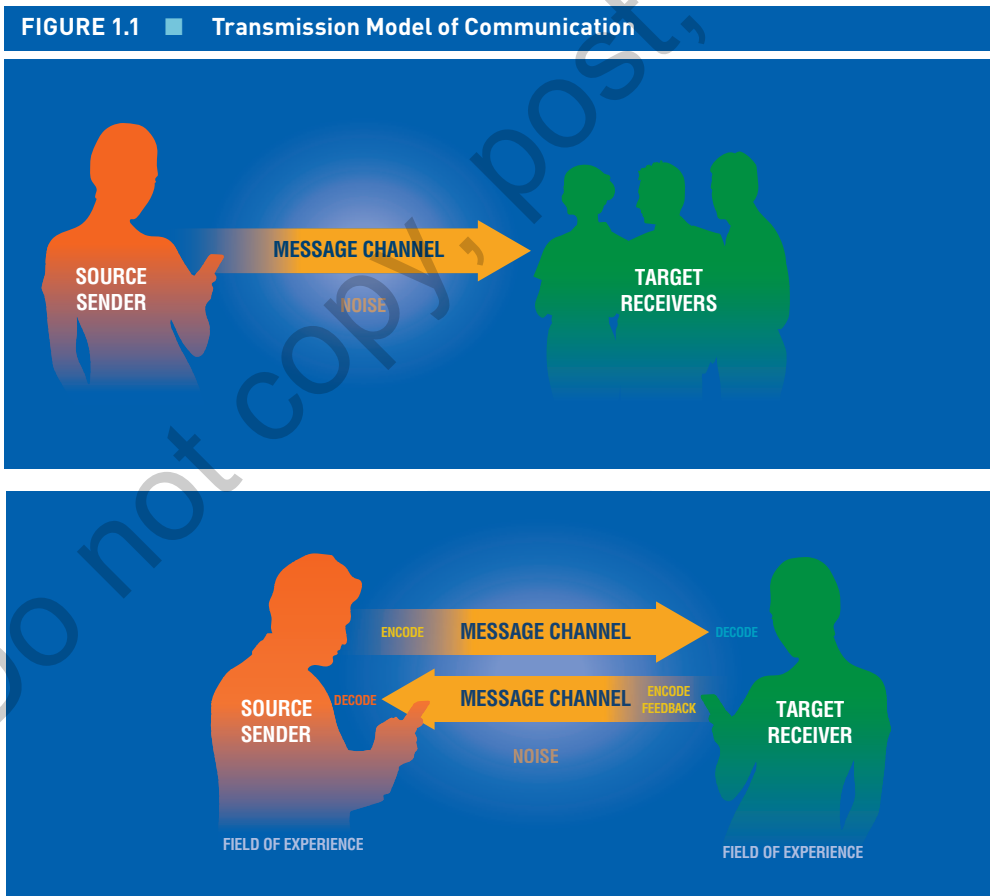 FIGURE 1.1 ■ Transmission Model of Communication
MESSAGE CHANNEL
SOURCE
SENDER
NOISE
TARGET
RECEIVERS
ENCODE MESSAGE CHANNEL DECODE
DECODE MESSAGE CHANNEL ENCODE
FEEDBACK
SOURCE
SENDER
TARGET
RECEIVER
NOISE
FIELD OF EXPERIENCE
FIELD OF EXPERIENCE
Do not copy, post,